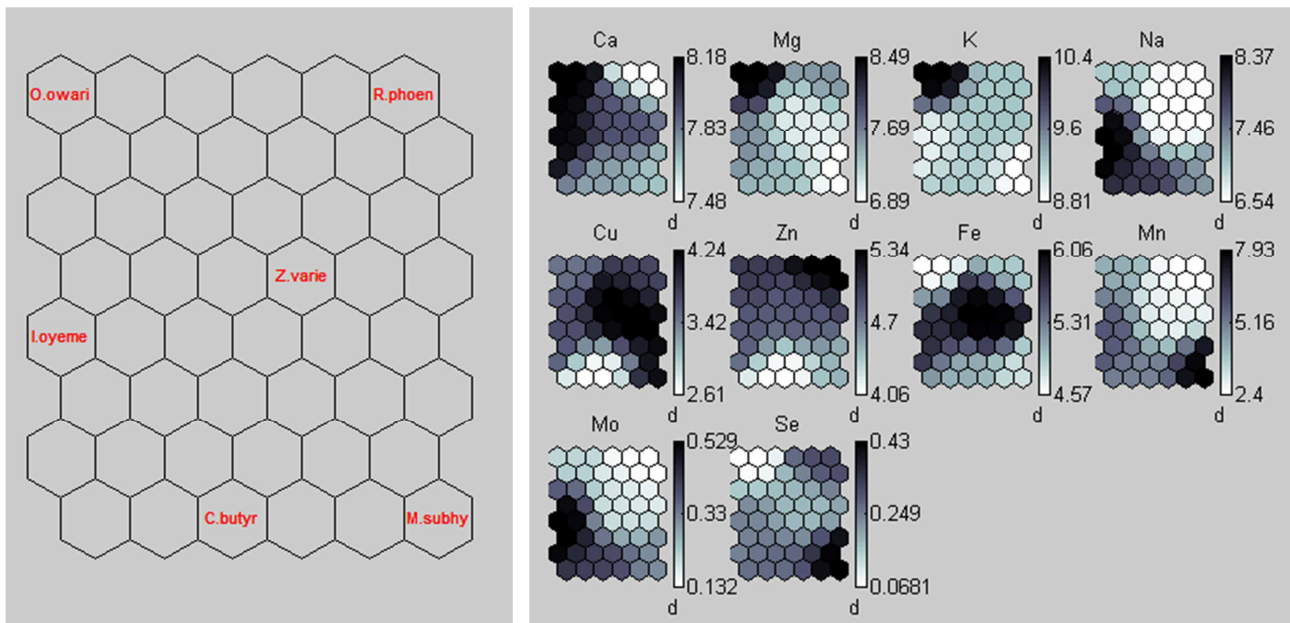 O.owari
R.phoen
Z.varie
I.oyeme
C.butyr
M.subhy
Ca
8.18
7.83
7.48
d
Mg
8.49
7.69
6.89
d
K
10.4
9.6
8.81
d
Na
8.37
7.46
6.54
d
Cu
4.24
3.42
2.61
d
Zn
5.34
4.7
4.06
d
Fe
6.06
5.31
4.57
d
Mn
7.93
5.16
2.4
d
Mo
0.529
0.33
0.132
d
Se
0.43
0.249
0.0681
d